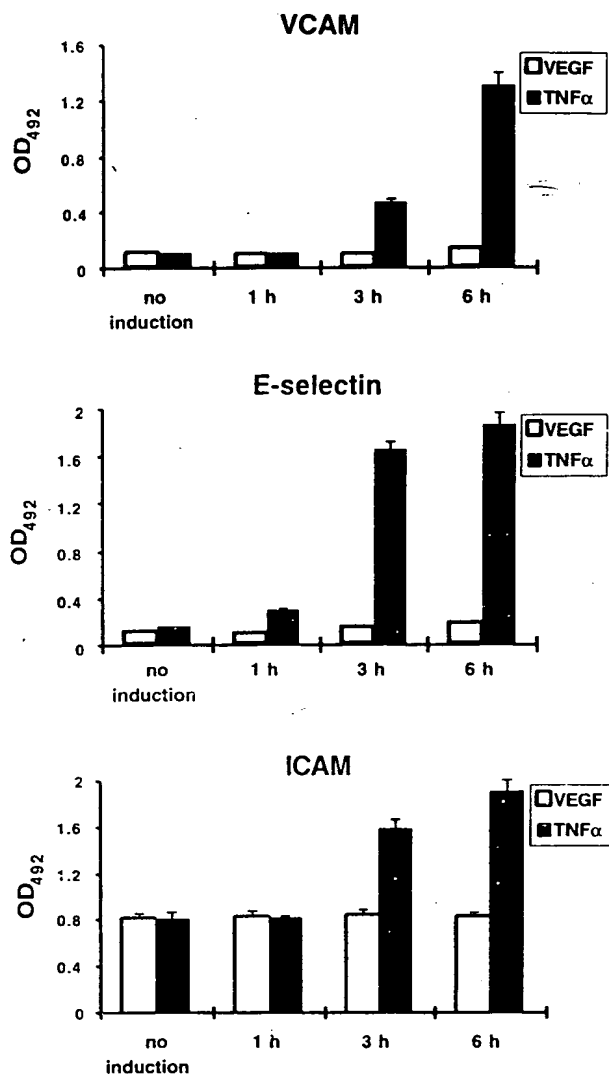 VCAM
1.6
1.2
0.8
0.4
0
OD492
VEGF
TNFα
no induction
1 h
3 h
6 h
E-selectin
2
1.6
1.2
0.8
0.4
0
OD492
VEGF
TNFα
no induction
1 h
3 h
6 h
ICAM
2
1.6
1.2
0.8
0.4
0
OD492
VEGF
TNFα
no induction
1 h
3 h
6 h